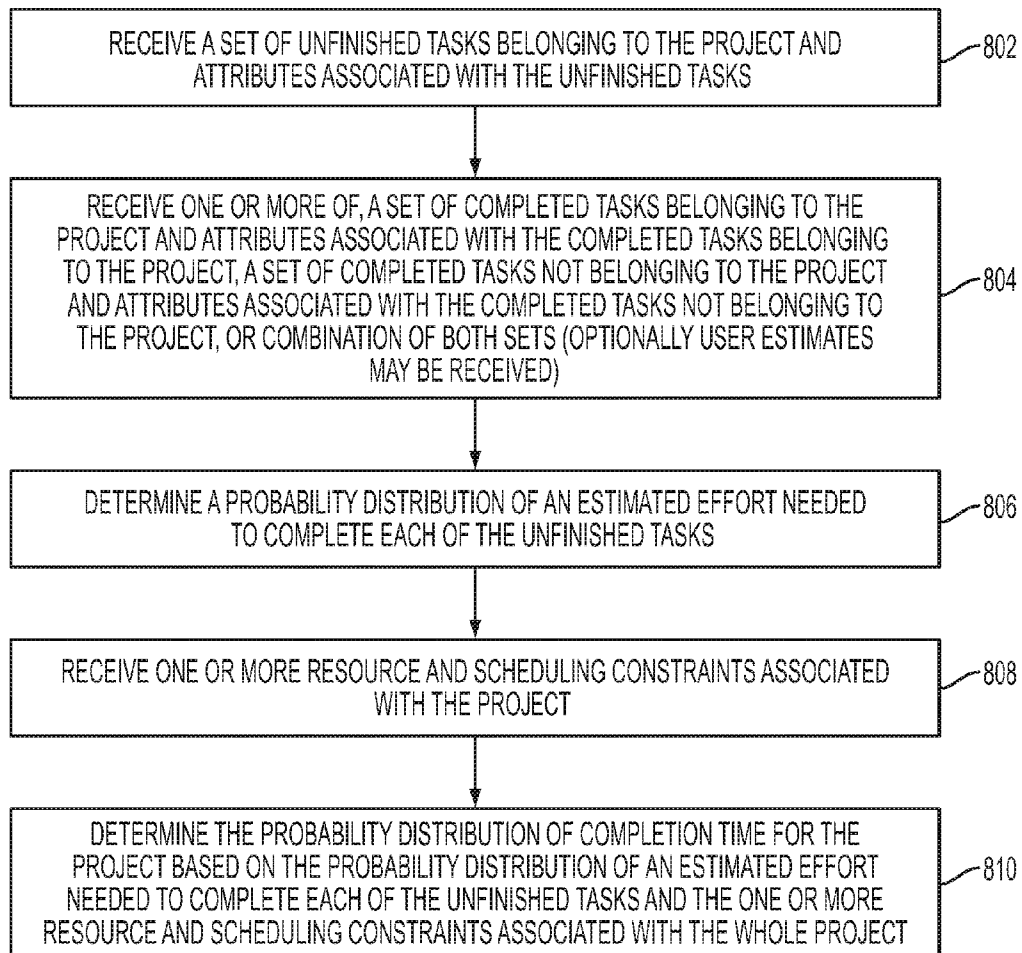 RECEIVE A SET OF UNFINISHED TASKS BELONGING TO THE PROJECT AND
ATTRIBUTES ASSOCIATED WITH THE UNFINISHED TASKS
802
RECEIVE ONE OR MORE OF, A SET OF COMPLETED TASKS BELONGING TO THE
PROJECT AND ATTRIBUTES ASSOCIATED WITH THE COMPLETED TASKS BELONGING
TO THE PROJECT, A SET OF COMPLETED TASKS NOT BELONGING TO THE PROJECT
AND ATTRIBUTES ASSOCIATED WITH THE COMPLETED TASKS NOT BELONGING TO
THE PROJECT, OR COMBINATION OF BOTH SETS (OPTIONALLY USER ESTIMATES
MAY BE RECEIVED)
804
DETERMINE A PROBABILITY DISTRIBUTION OF AN ESTIMATED EFFORT NEEDED
TO COMPLETE EACH OF THE UNFINISHED TASKS
806
RECEIVE ONE OR MORE RESOURCE AND SCHEDULING CONSTRAINTS ASSOCIATED
WITH THE PROJECT
808
DETERMINE THE PROBABILITY DISTRIBUTION OF COMPLETION TIME FOR THE
PROJECT BASED ON THE PROBABILITY DISTRIBUTION OF AN ESTIMATED EFFORT
NEEDED TO COMPLETE EACH OF THE UNFINISHED TASKS AND THE ONE OR MORE
RESOURCE AND SCHEDULING CONSTRAINTS ASSOCIATED WITH THE WHOLE PROJECT
810